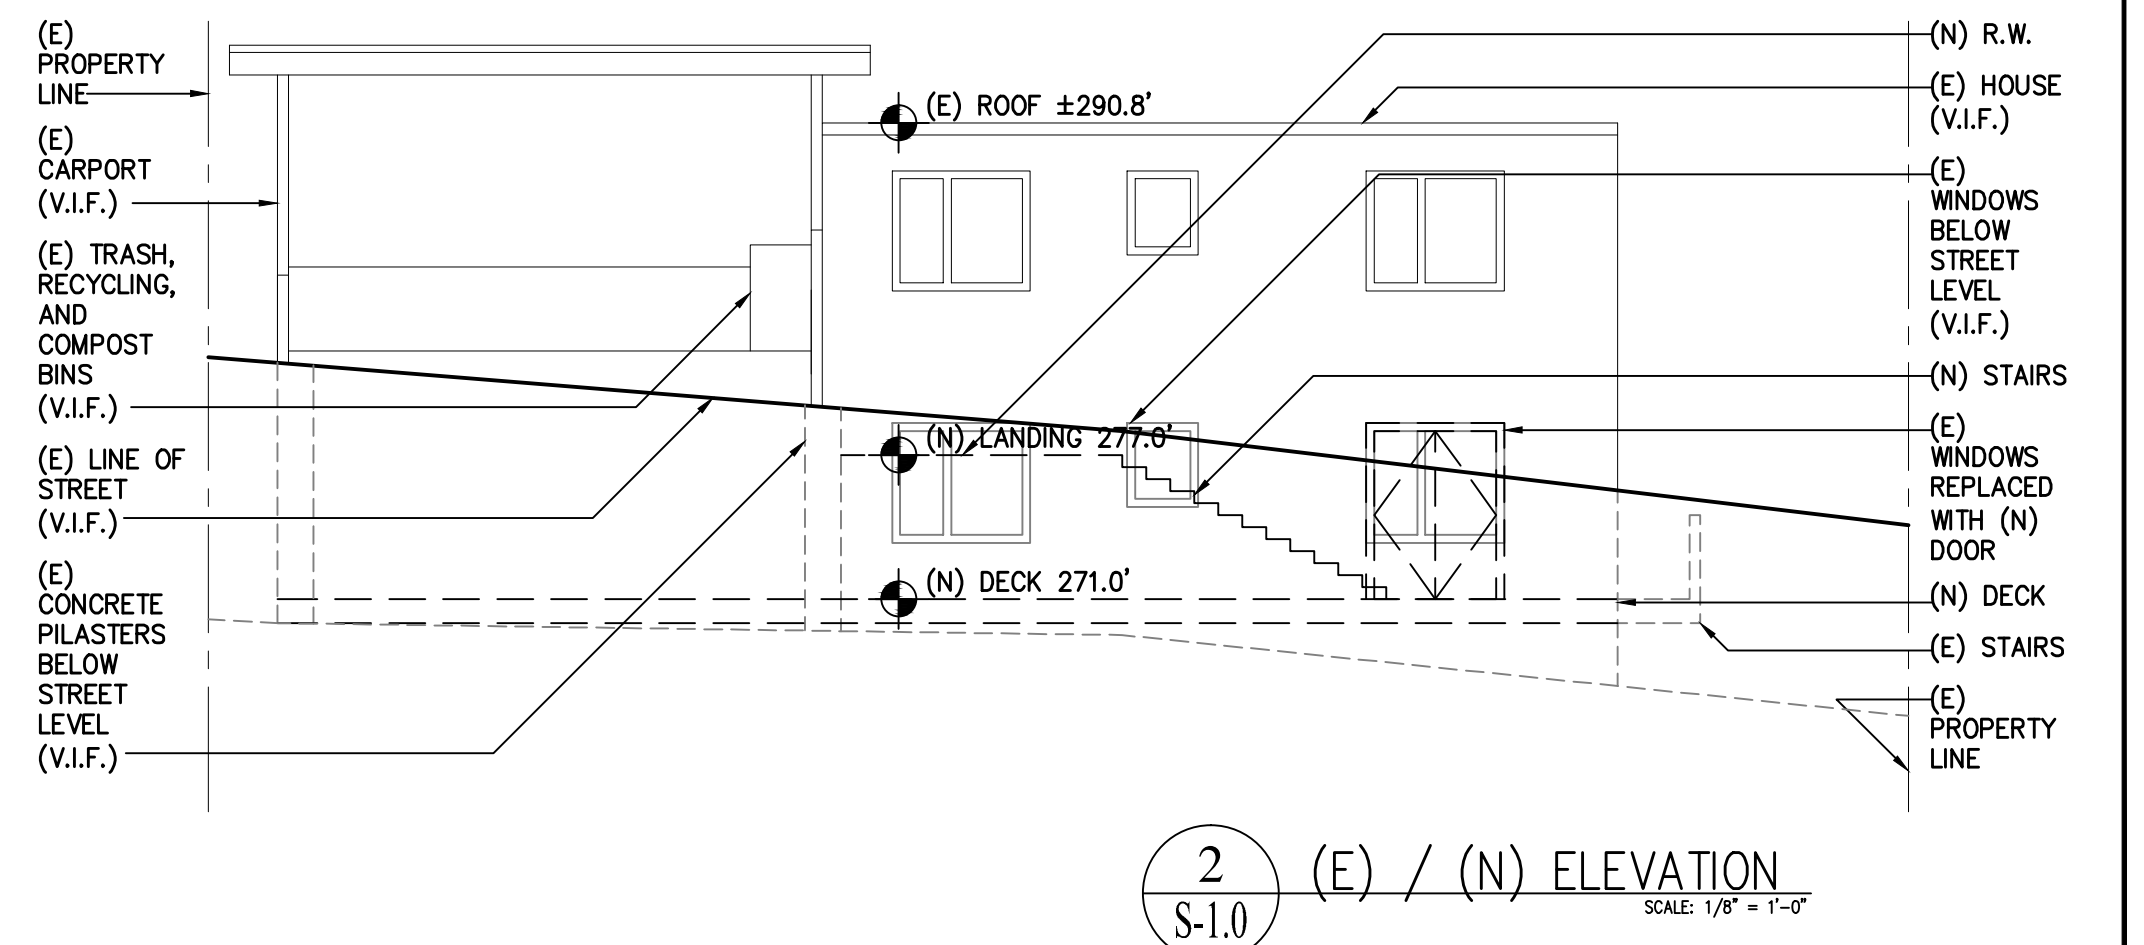 (E)
PROPERTY
LINE
(E)
CARPORT
(V.I.F.)
(E) TRASH,
RECYCLING,
AND
COMPOST
BINS
(V.I.F.)
(E) LINE OF
STREET
(V.I.F.)
(E)
CONCRETE
PILASTERS
BELOW
STREET
LEVEL
(V.I.F.)
(E) ROOF ±290.8'
(N) LANDING 277.0'
(N) DECK 271.0'
(N) R.W.
(E) HOUSE
(V.I.F.)
(E)
WINDOWS
BELOW
STREET
LEVEL
(V.I.F.)
(N) STAIRS
(E)
WINDOWS
REPLACED
WITH (N)
DOOR
(N) DECK
(E) STAIRS
(E)
PROPERTY
LINE
2
S-1.0
(E) / (N) ELEVATION
SCALE: 1/8" = 1'-0"